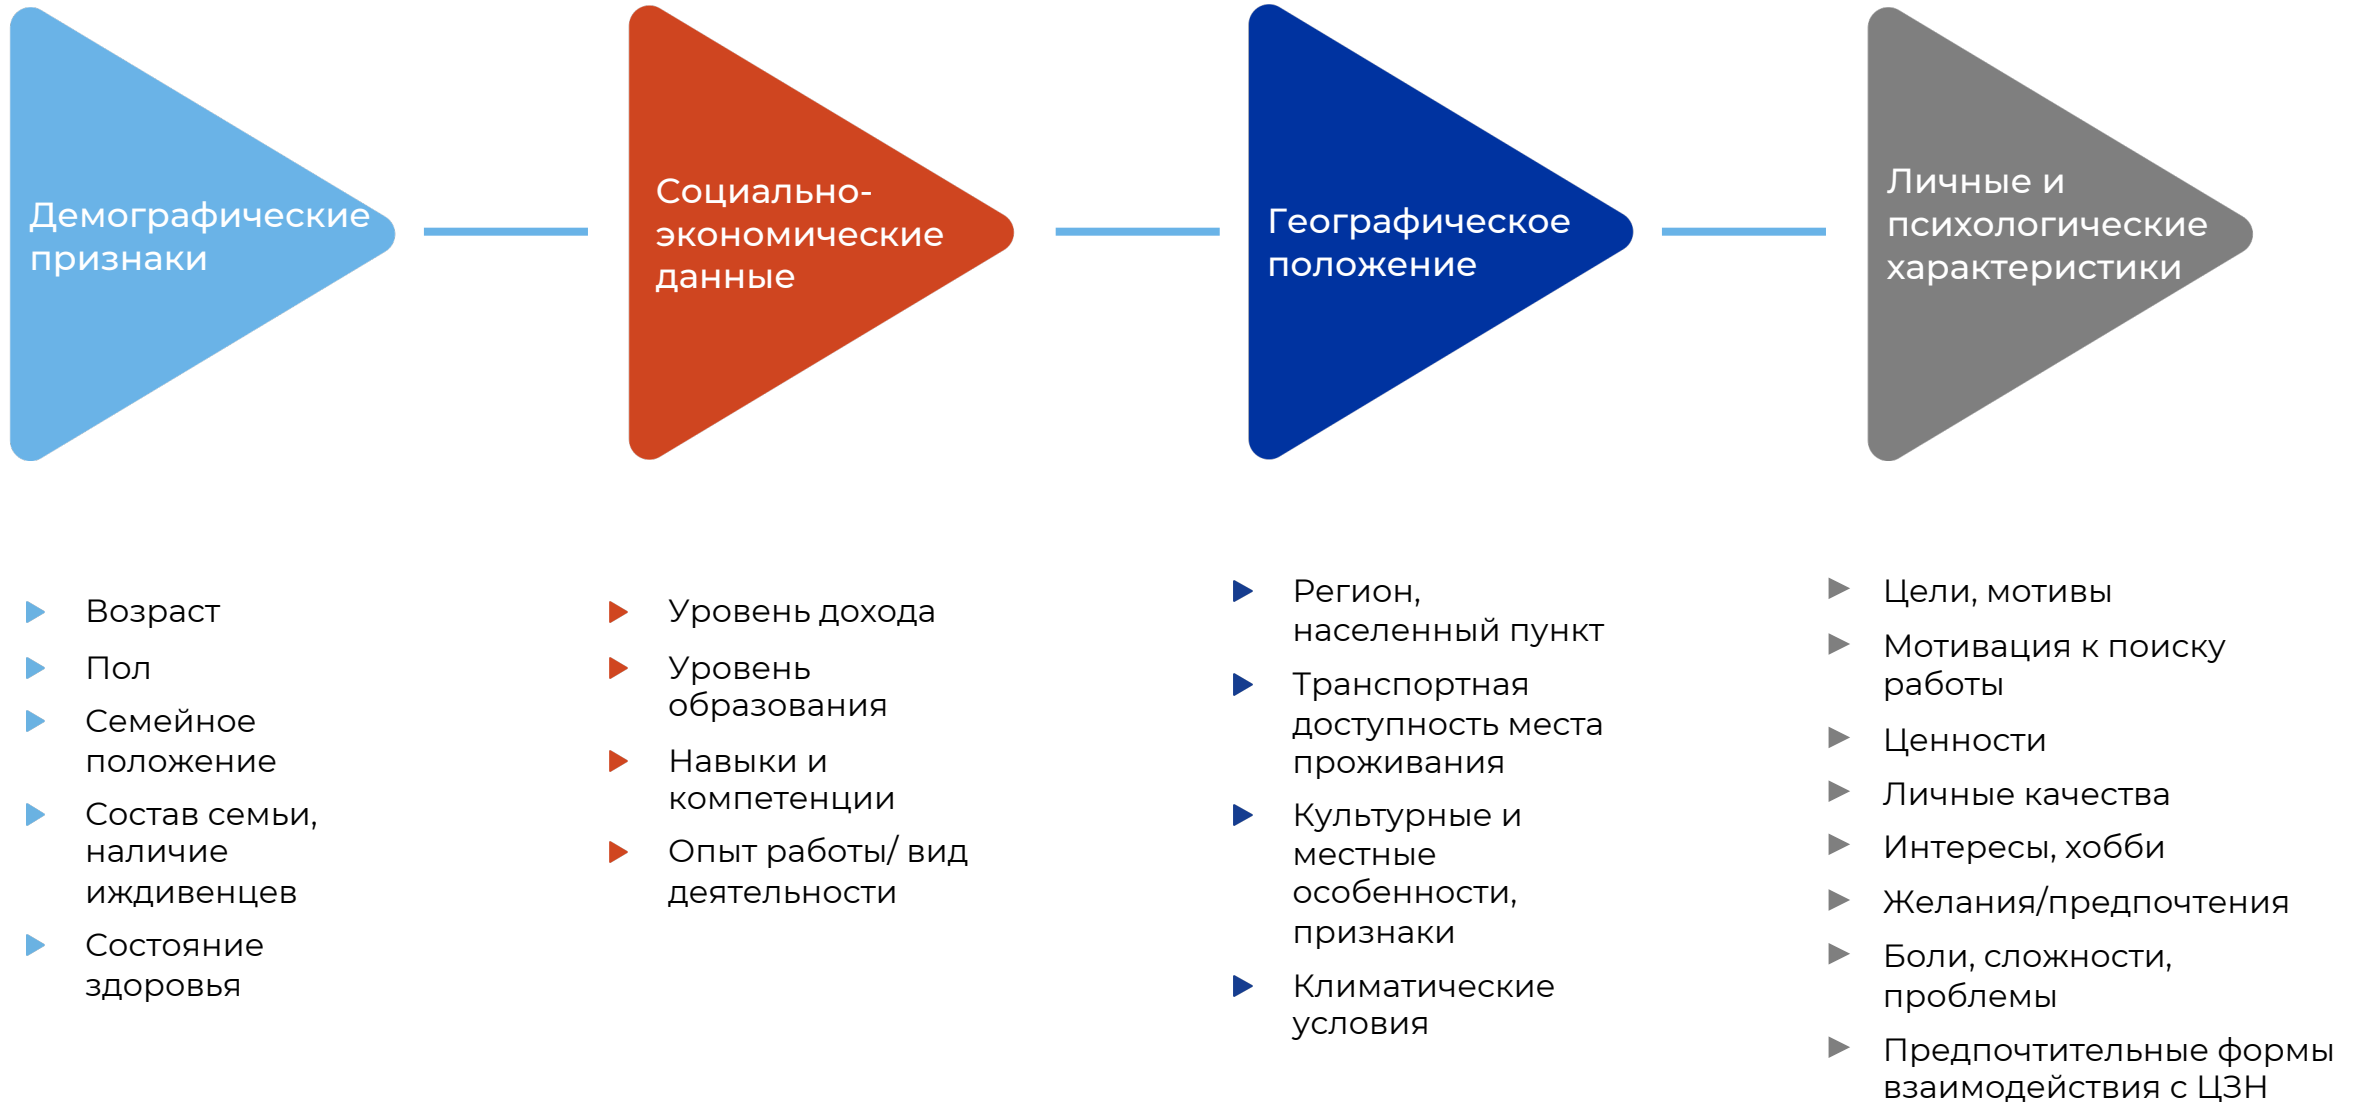 Демографические
признаки
Социально-
экономические
данные
Географическое
положение
Личные и
психологические
характеристики
Возраст
Пол
Семейное
положение
Состав семьи,
наличие
иждивенцев
Состояние
здоровья
Уровень дохода
Уровень
образования
Навыки и
компетенции
Опыт работы/ вид
деятельности
Регион,
населенный пункт
Транспортная
доступность места
проживания
Культурные и
местные
особенности,
признаки
Климатические
условия
Цели, мотивы
Мотивация к поиску
работы
Ценности
Личные качества
Интересы, хобби
Желания/предпочтения
Боли, сложности,
проблемы
Предпочтительные формы
взаимодействия с ЦЗН